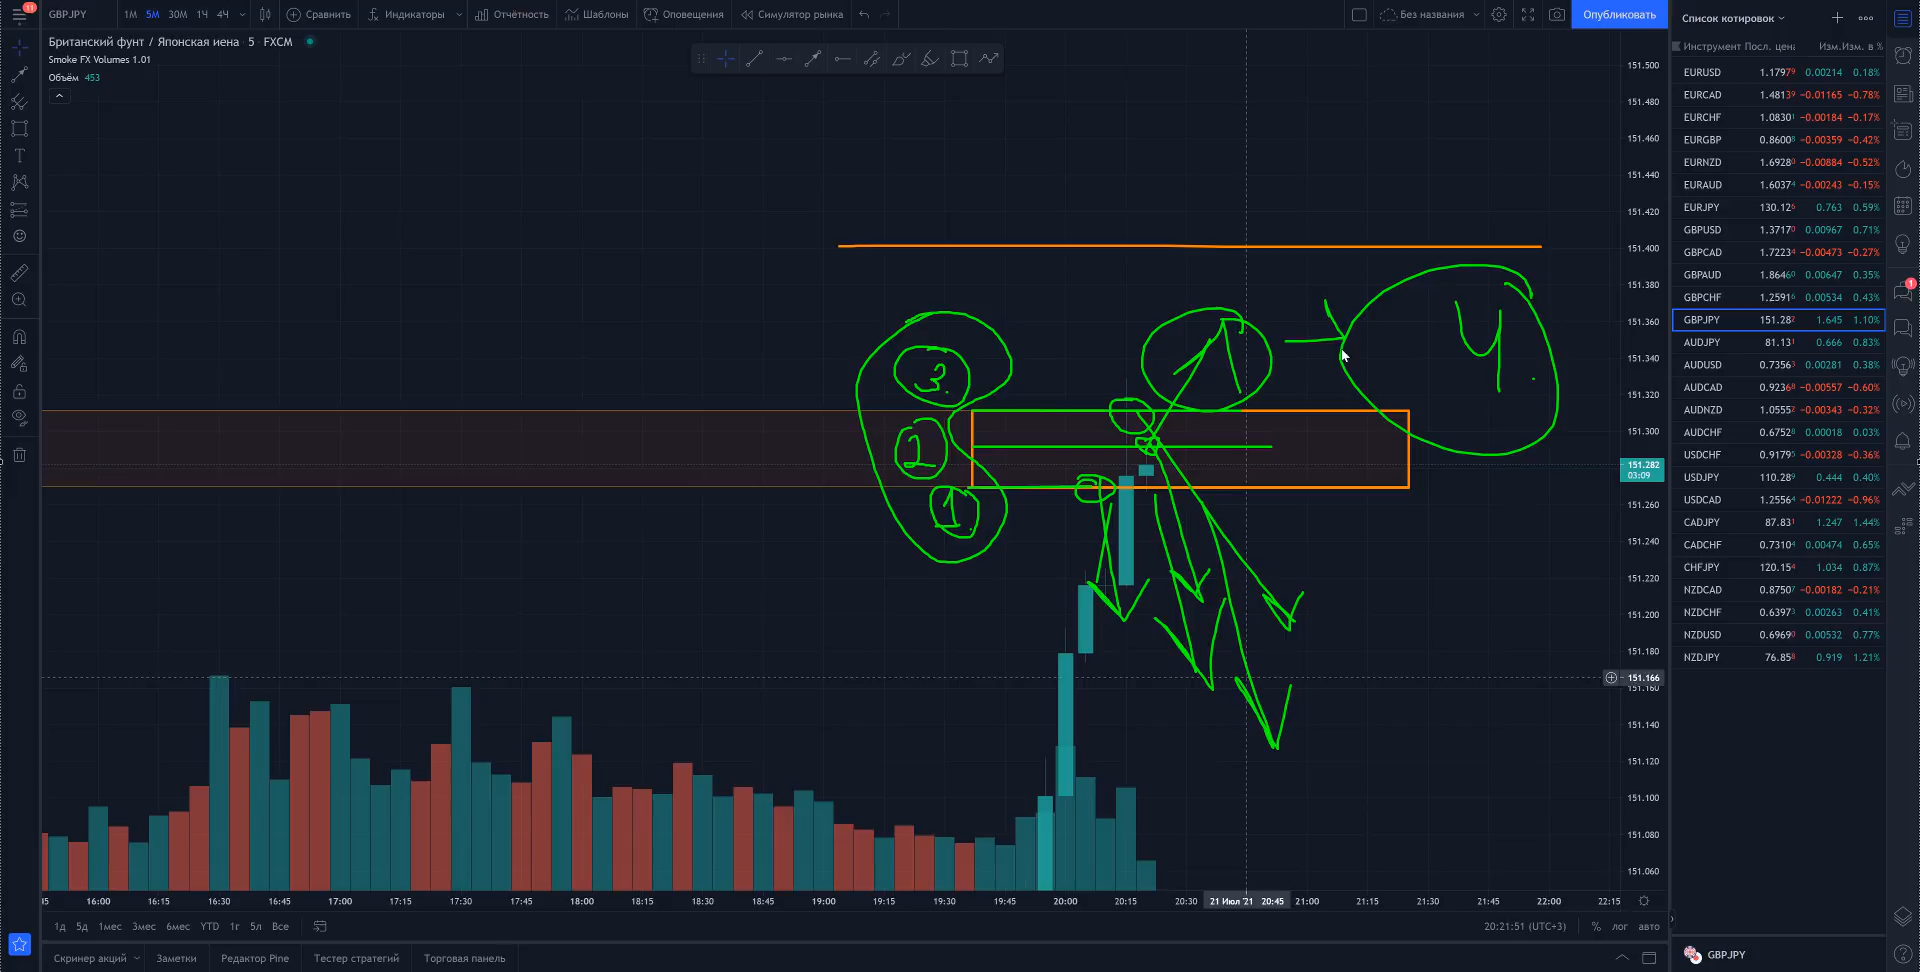 11
GBPJPY
1М 5М 30М 1Ч 4Ч
Сравнить
Индикаторы
Отчётность
Шаблоны
Оповещения
Симулятор рынка
Без названия
Опубликовать
Британский фунт / Японская иена · 5 · FXCM
Smoke FX Volumes 1.01
Объём 453
3
2
1
1
4
151.500
151.480
151.460
151.440
151.420
151.400
151.380
151.360
151.340
151.320
151.300
151.282
03:09
151.260
151.240
151.220
151.200
151.180
151.166
151.160
151.140
151.120
151.100
151.080
151.060
16:00 16:15 16:30 16:45 17:00 17:15 17:30 17:45 18:00 18:15 18:30 18:45 19:00 19:15 19:30 19:45 20:00 20:15 20:30 21 Июл '21 20:45 21:00 21:15 21:30 21:45 22:00 22:15
1д 5д 1мес 3мес 6мес YTD 1г 5л Все
20:21:51 (UTC+3) % лог авто
Скринер акций Заметки Редактор Pine Тестер стратегий Торговая панель
Список котировок
Инструмент Посл. цена Изм. Изм. в %
EURUSD 1.17979 0.00214 0.18%
EURCAD 1.48139 −0.01165 −0.78%
EURCHF 1.08301 −0.00184 −0.17%
EURGBP 0.86008 −0.00359 −0.42%
EURNZD 1.69280 −0.00884 −0.52%
EURAUD 1.60374 −0.00243 −0.15%
EURJPY 130.126 0.763 0.59%
GBPUSD 1.37170 0.00967 0.71%
GBPCAD 1.72234 −0.00473 −0.27%
GBPAUD 1.86460 0.00647 0.35%
GBPCHF 1.25916 0.00534 0.43%
GBPJPY 151.282 1.645 1.10%
AUDJPY 81.131 0.666 0.83%
AUDUSD 0.73563 0.00281 0.38%
AUDCAD 0.92368 −0.00557 −0.60%
AUDNZD 1.05552 −0.00343 −0.32%
AUDCHF 0.67528 0.00018 0.03%
USDCHF 0.91795 −0.00328 −0.36%
USDJPY 110.289 0.444 0.40%
USDCAD 1.25564 −0.01222 −0.96%
CADJPY 87.831 1.247 1.44%
CADCHF 0.73104 0.00474 0.65%
CHFJPY 120.154 1.034 0.87%
NZDCAD 0.87507 −0.00182 −0.21%
NZDCHF 0.63973 0.00263 0.41%
NZDUSD 0.69690 0.00532 0.77%
NZDJPY 76.858 0.919 1.21%
GBPJPY
1